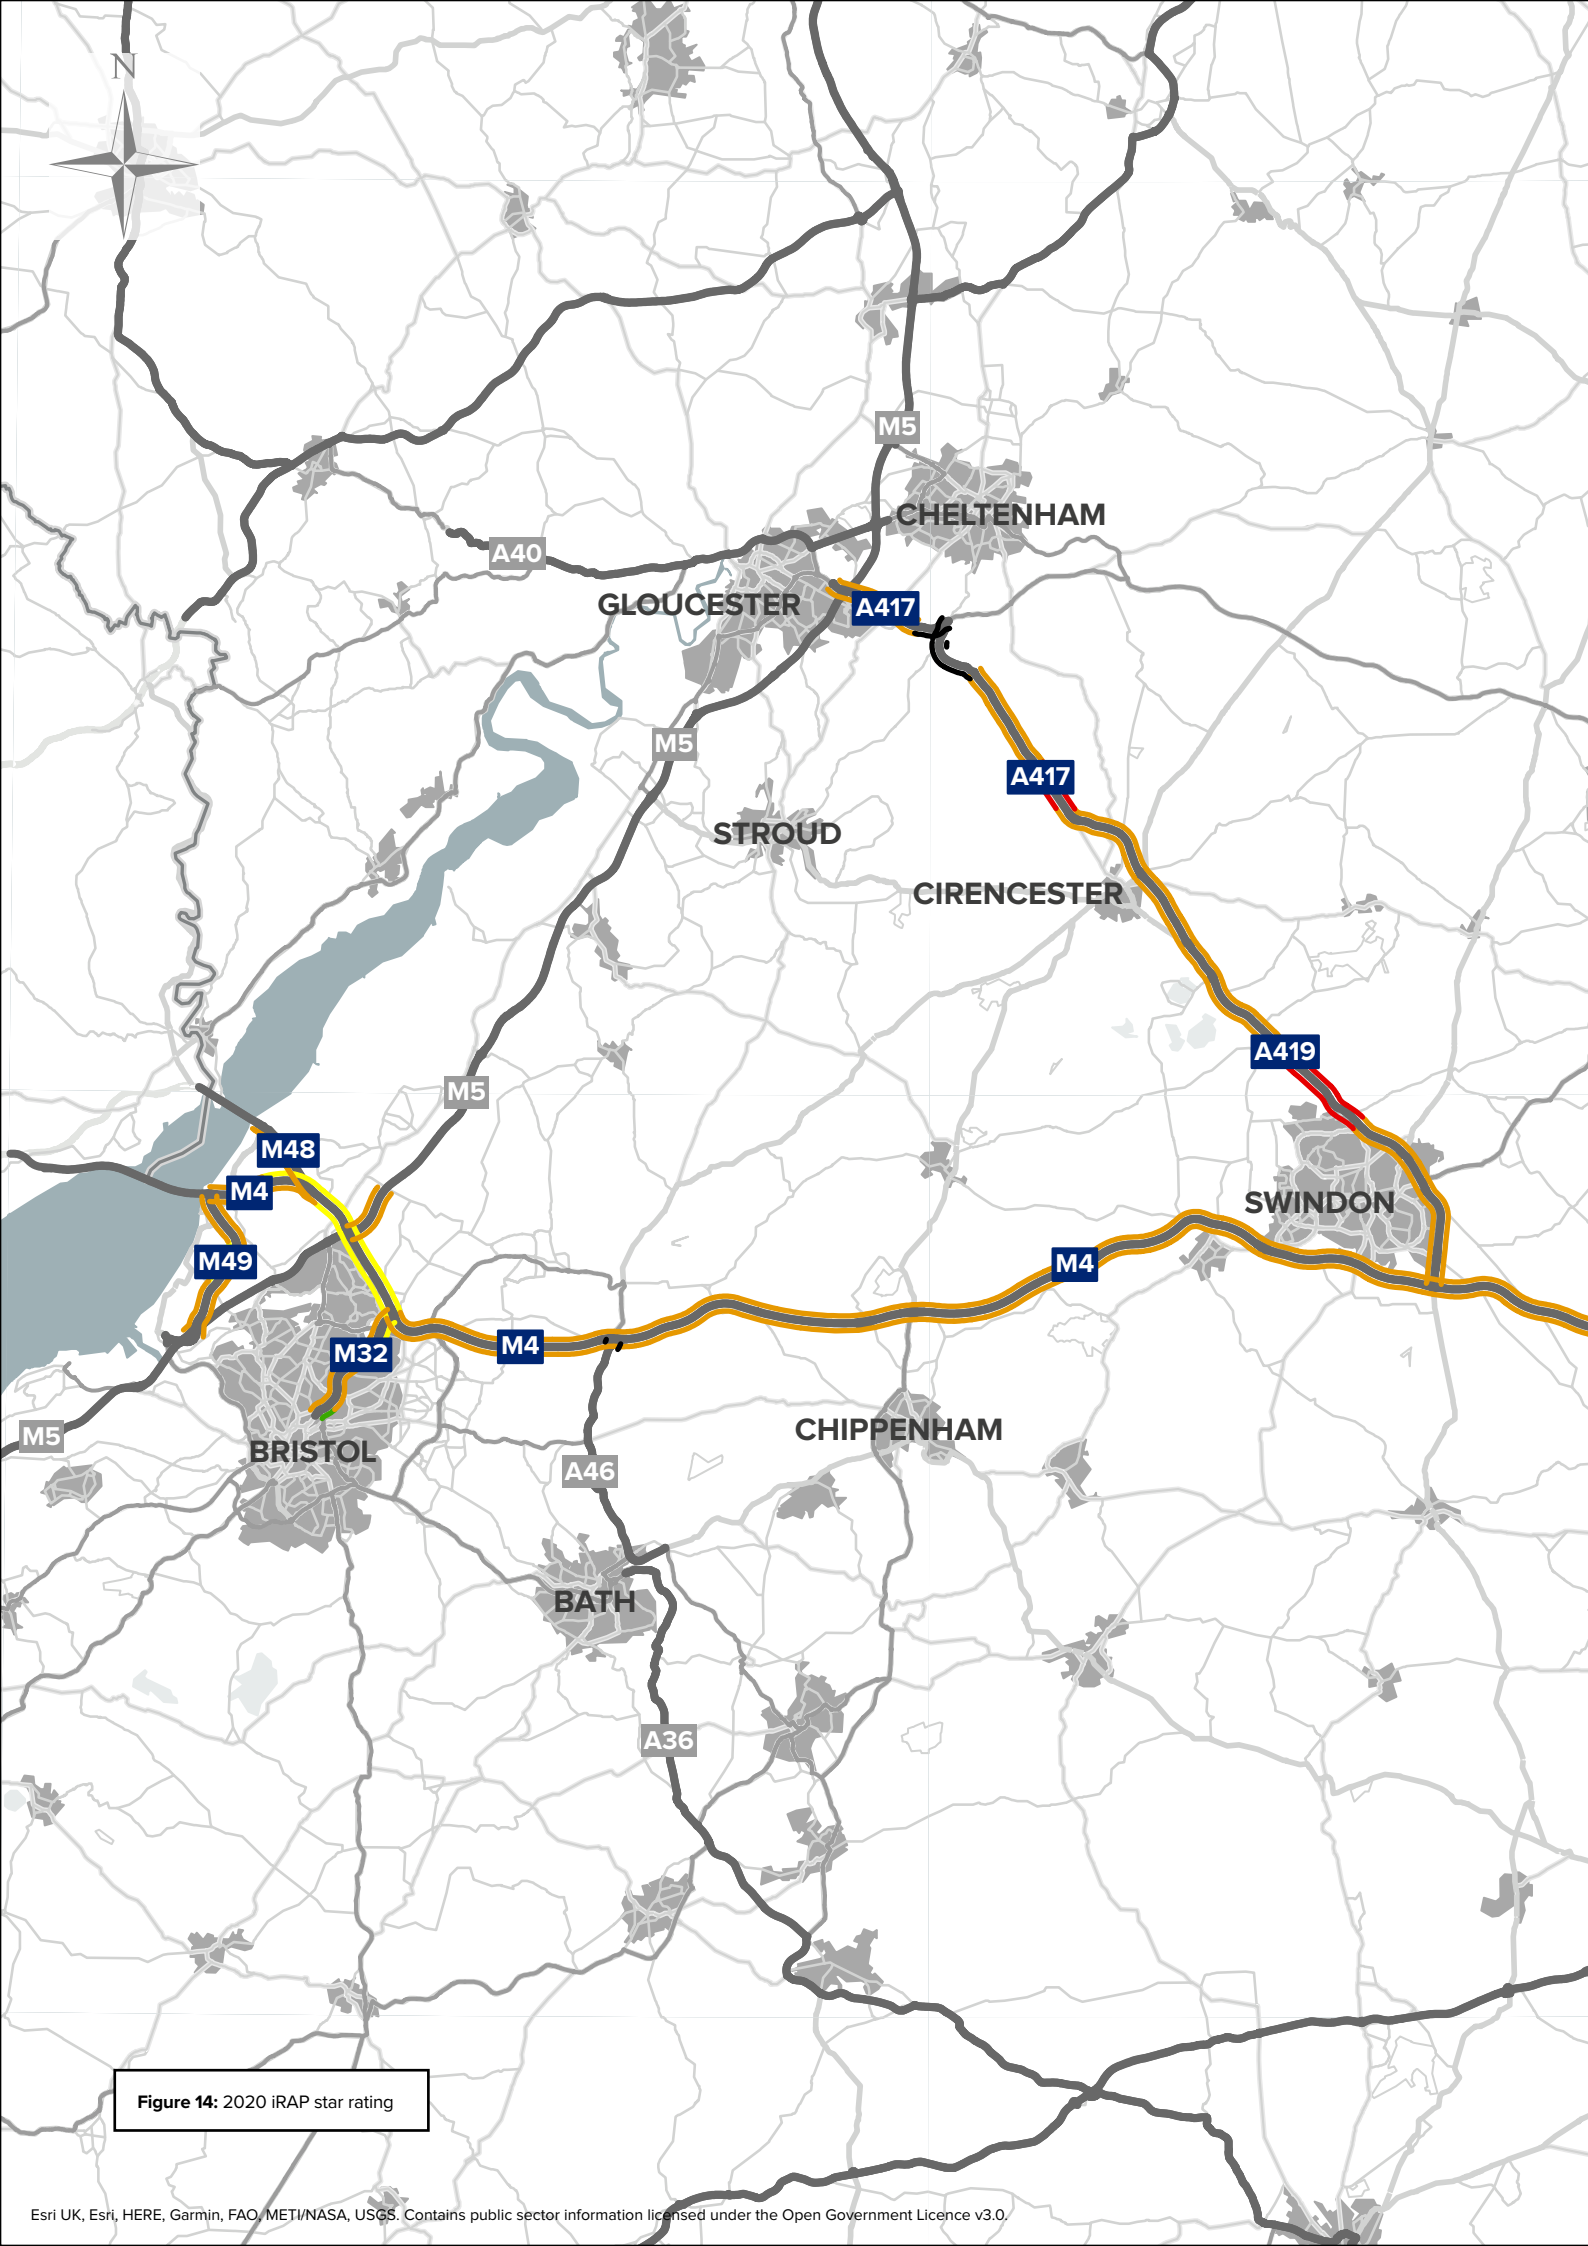 N
M5
CHELTENHAM
A40
GLOUCESTER
A417
M5
A417
STROUD
CIRENCESTER
A419
M5
M48
M4
SWINDON
M49
M4
M4
M32
M5
CHIPPENHAM
BRISTOL
A46
BATH
A36
Figure 14: 2020 iRAP star rating
Esri UK, Esri, HERE, Garmin, FAO, METI/NASA, USGS. Contains public sector information licensed under the Open Government Licence v3.0.